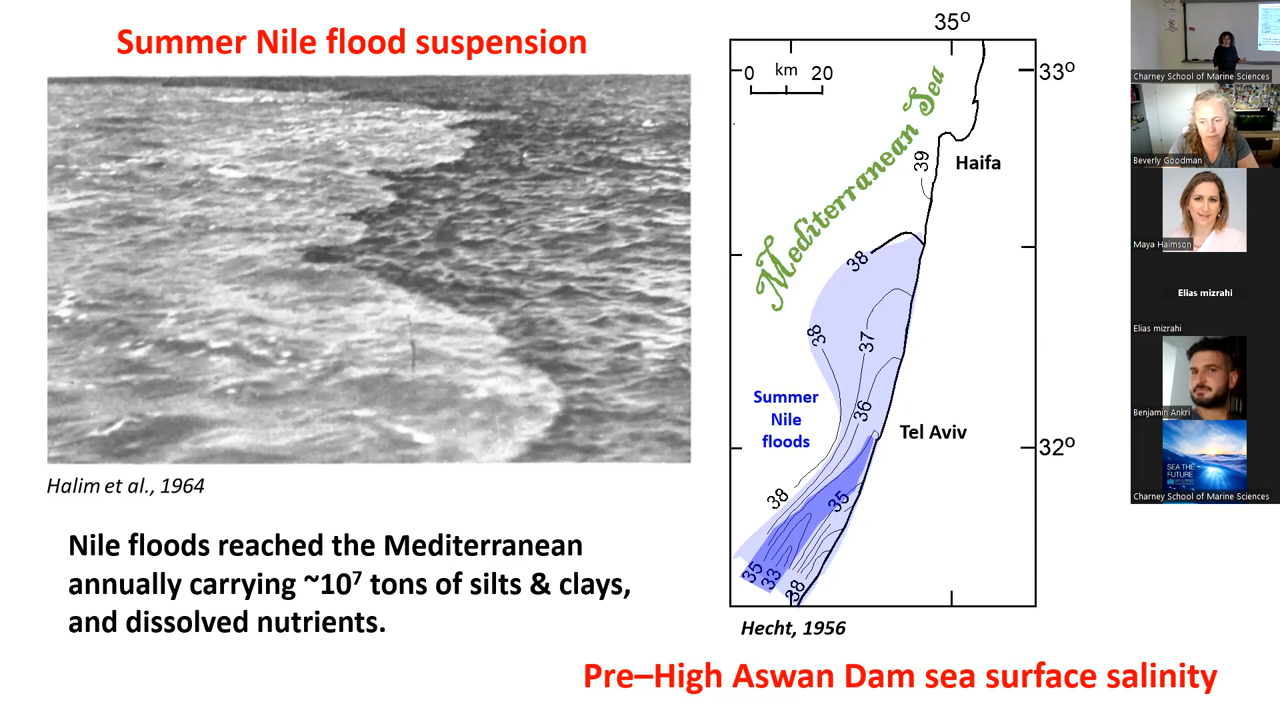 Summer Nile flood suspension
Halim et al., 1964
Nile floods reached the Mediterranean
annually carrying ~10⁷ tons of silts & clays,
and dissolved nutrients.
35º
0 km 20
33º
Mediterranean Sea
39
Haifa
38
38
37
36
Summer
Nile
floods
Tel Aviv
32º
38
35
35
33
38
Hecht, 1956
Pre–High Aswan Dam sea surface salinity
Charney School of Marine Sciences
Beverly Goodman
Maya Haimson
Elias mizrahi
Elias mizrahi
Benjamin Ankri
SEA THE
FUTURE
Charney School of Marine Sciences